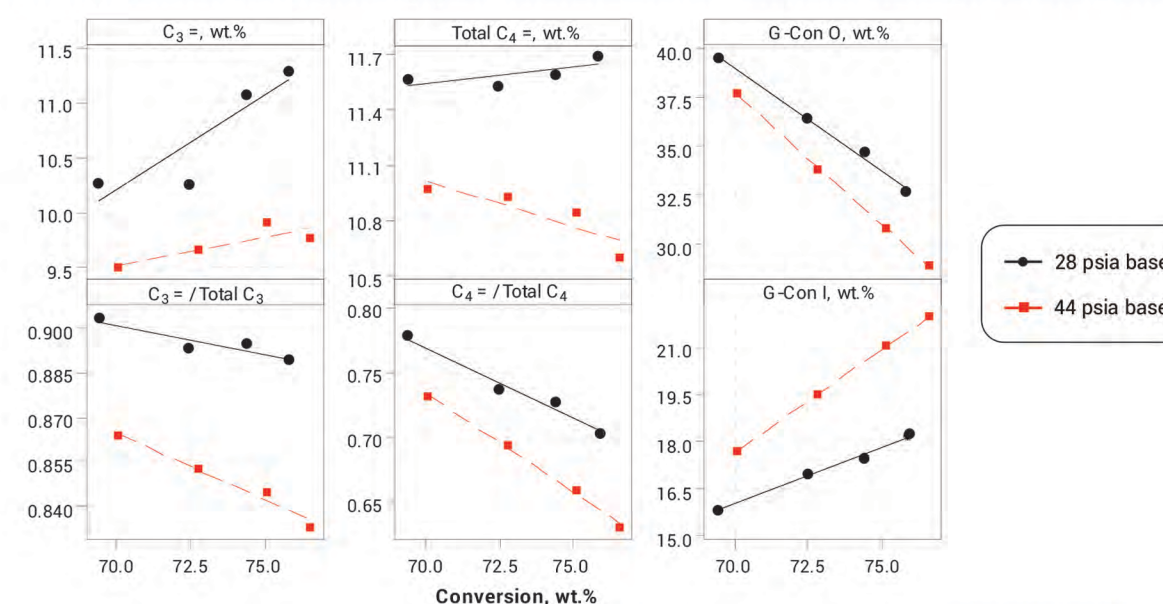 C₃ =, wt.%
Total C₄ =, wt.%
G-Con O, wt.%
11.5
11.0
10.5
10.0
9.5
11.7
11.4
11.1
10.8
10.5
40.0
37.5
35.0
32.5
30.0
28 psia base
44 psia base
C₃ = / Total C₃
C₄ = / Total C₄
G-Con I, wt.%
0.900
0.885
0.870
0.855
0.840
0.80
0.75
0.70
0.65
21.0
19.5
18.0
16.5
15.0
70.0 72.5 75.0
70.0 72.5 75.0
70.0 72.5 75.0
Conversion, wt.%